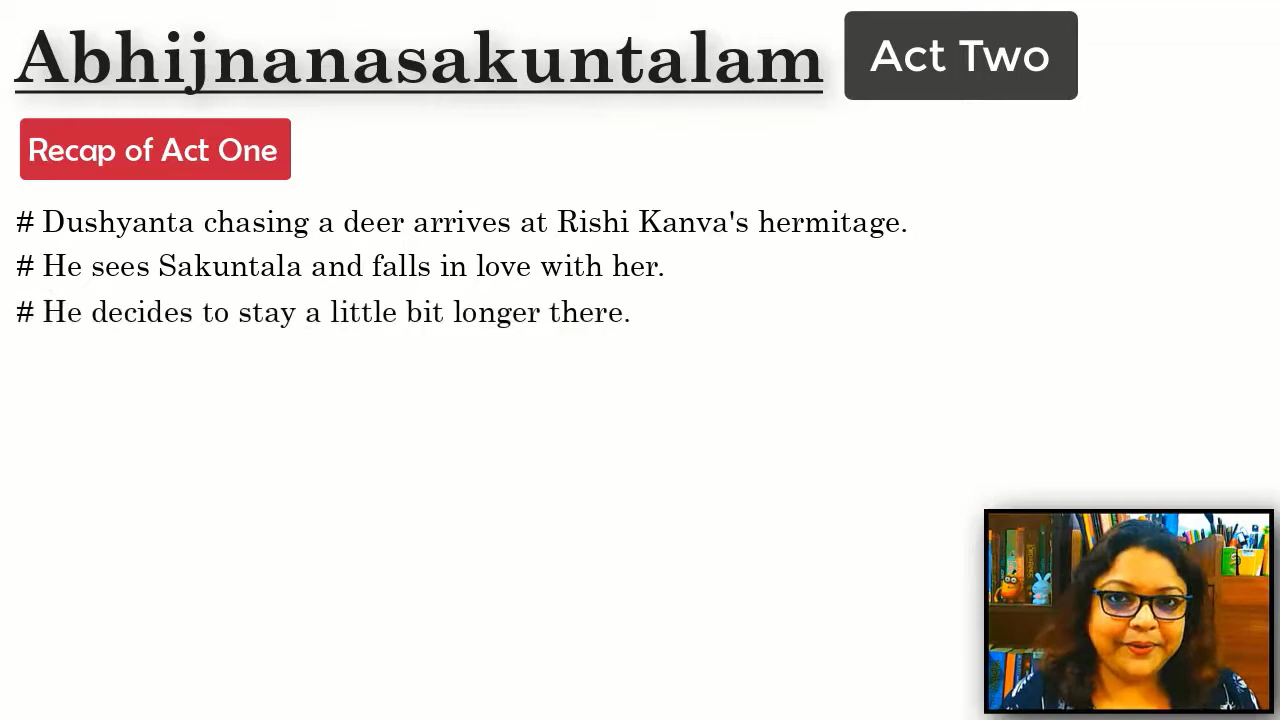 Abhijnanasakuntalam
Act Two
Recap of Act One
# Dushyanta chasing a deer arrives at Rishi Kanva's hermitage.
# He sees Sakuntala and falls in love with her.
# He decides to stay a little bit longer there.